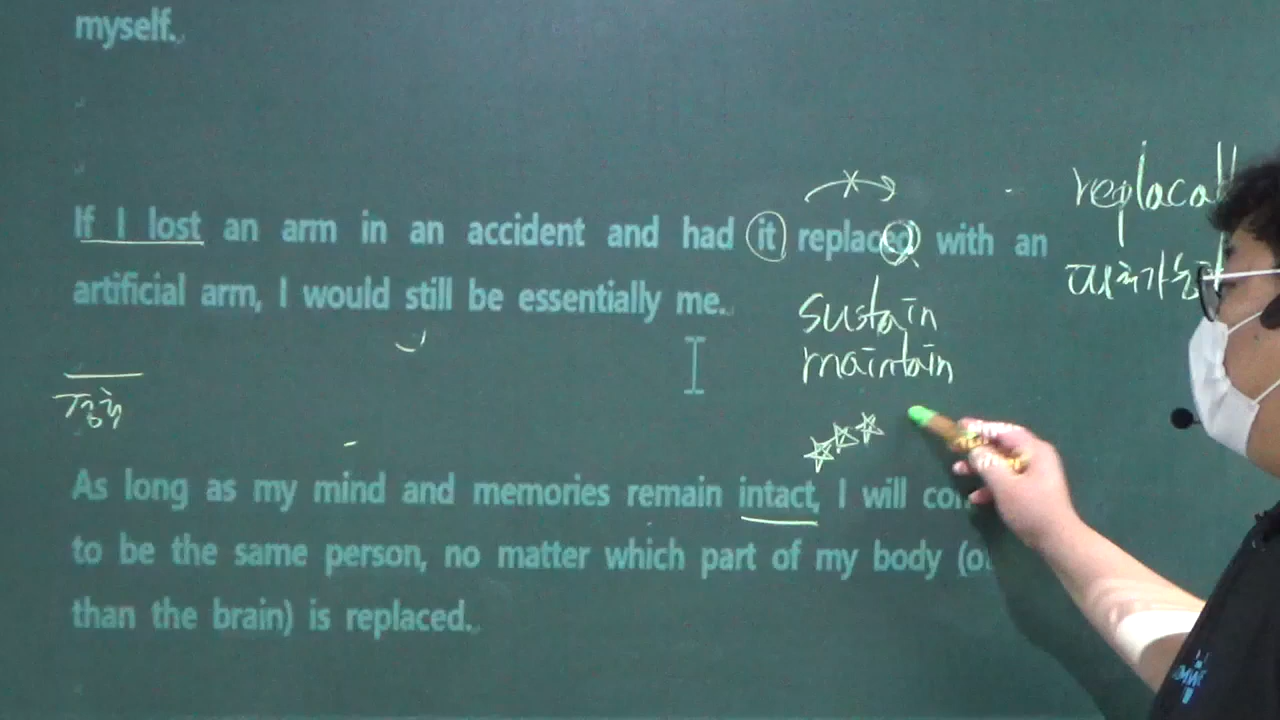 myself.
If I lost an arm in an accident and had it replaced with an
artificial arm, I would still be essentially me.
sustain
maintain
As long as my mind and memories remain intact, I will
to be the same person, no matter which part of my body
than the brain) is replaced.